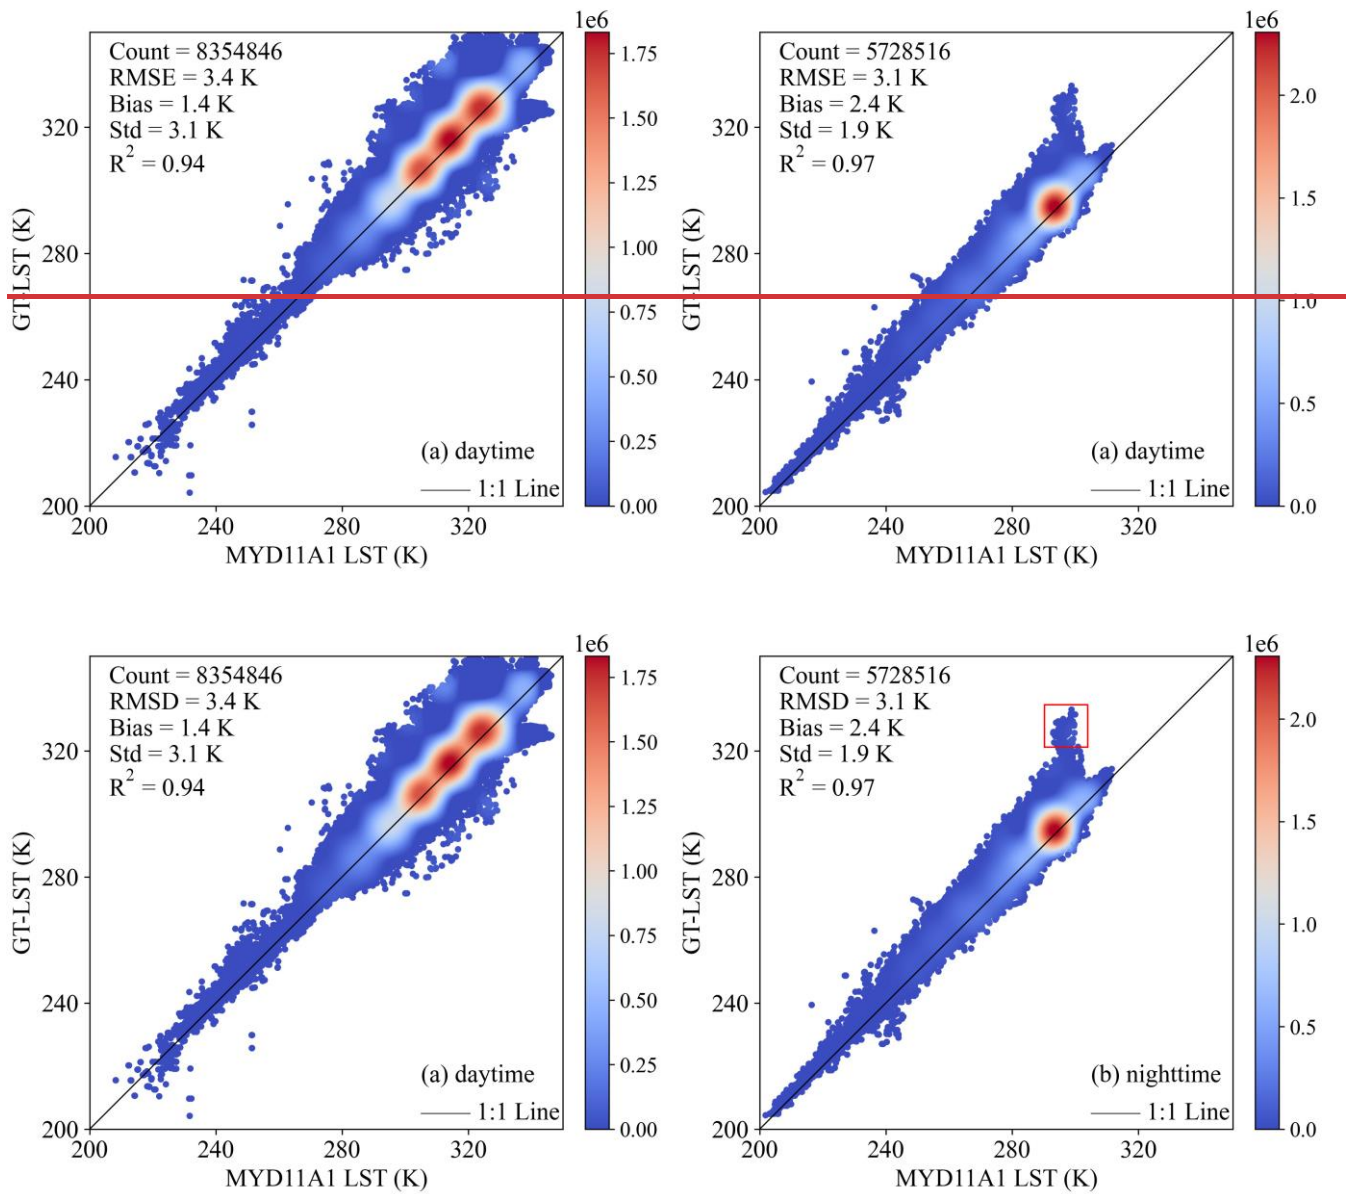 1e6
Count = 8354846
RMSE = 3.4 K
Bias = 1.4 K
Std = 3.1 K
R² = 0.94
320
280
240
200
GT-LST (K)
200 240 280 320
MYD11A1 LST (K)
(a) daytime
1:1 Line
1.75
1.50
1.25
1.00
0.75
0.50
0.25
0.00
1e6
Count = 5728516
RMSE = 3.1 K
Bias = 2.4 K
Std = 1.9 K
R² = 0.97
320
280
240
200
GT-LST (K)
200 240 280 320
MYD11A1 LST (K)
(a) daytime
1:1 Line
2.0
1.5
1.0
0.5
0.0
1e6
Count = 8354846
RMSD = 3.4 K
Bias = 1.4 K
Std = 3.1 K
R² = 0.94
320
280
240
200
GT-LST (K)
200 240 280 320
MYD11A1 LST (K)
(a) daytime
1:1 Line
1.75
1.50
1.25
1.00
0.75
0.50
0.25
0.00
1e6
Count = 5728516
RMSD = 3.1 K
Bias = 2.4 K
Std = 1.9 K
R² = 0.97
320
280
240
200
GT-LST (K)
200 240 280 320
MYD11A1 LST (K)
(b) nighttime
1:1 Line
2.0
1.5
1.0
0.5
0.0